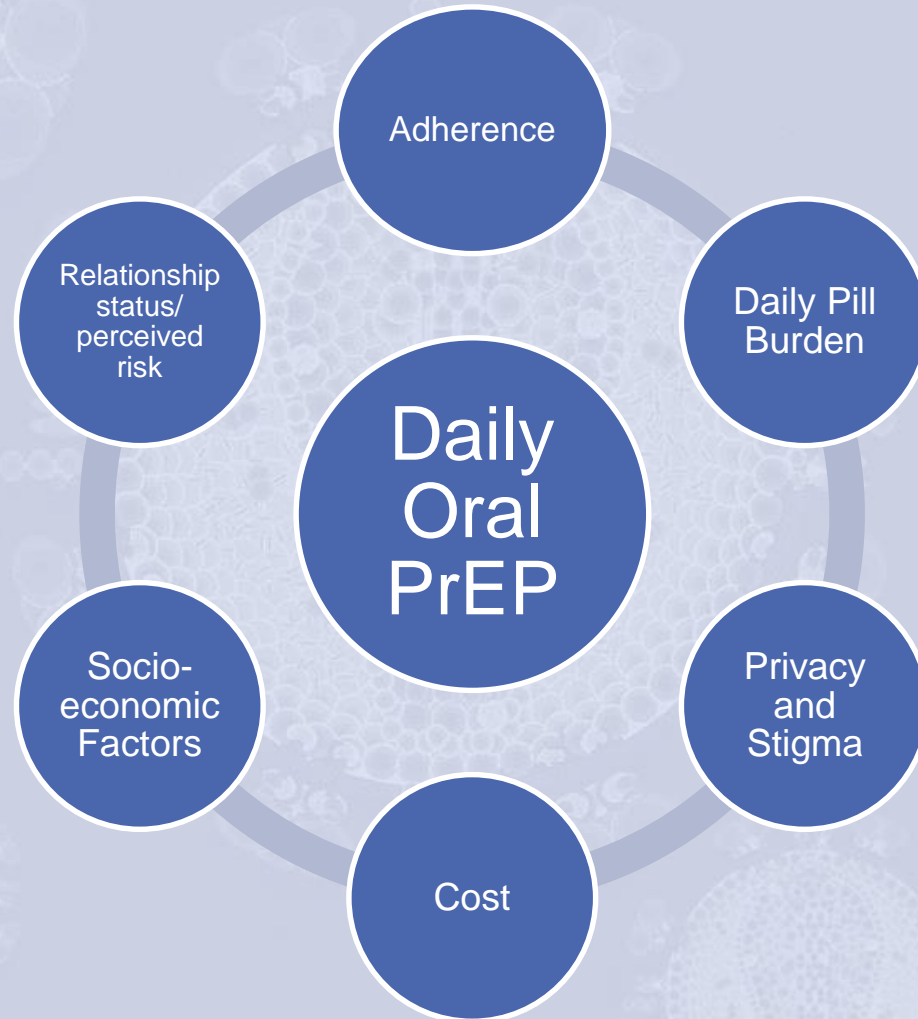 Adherence
Relationship
status/
perceived
risk
Daily Pill
Burden
Daily
Oral
PrEP
Socio-
economic
Factors
Privacy
and
Stigma
Cost